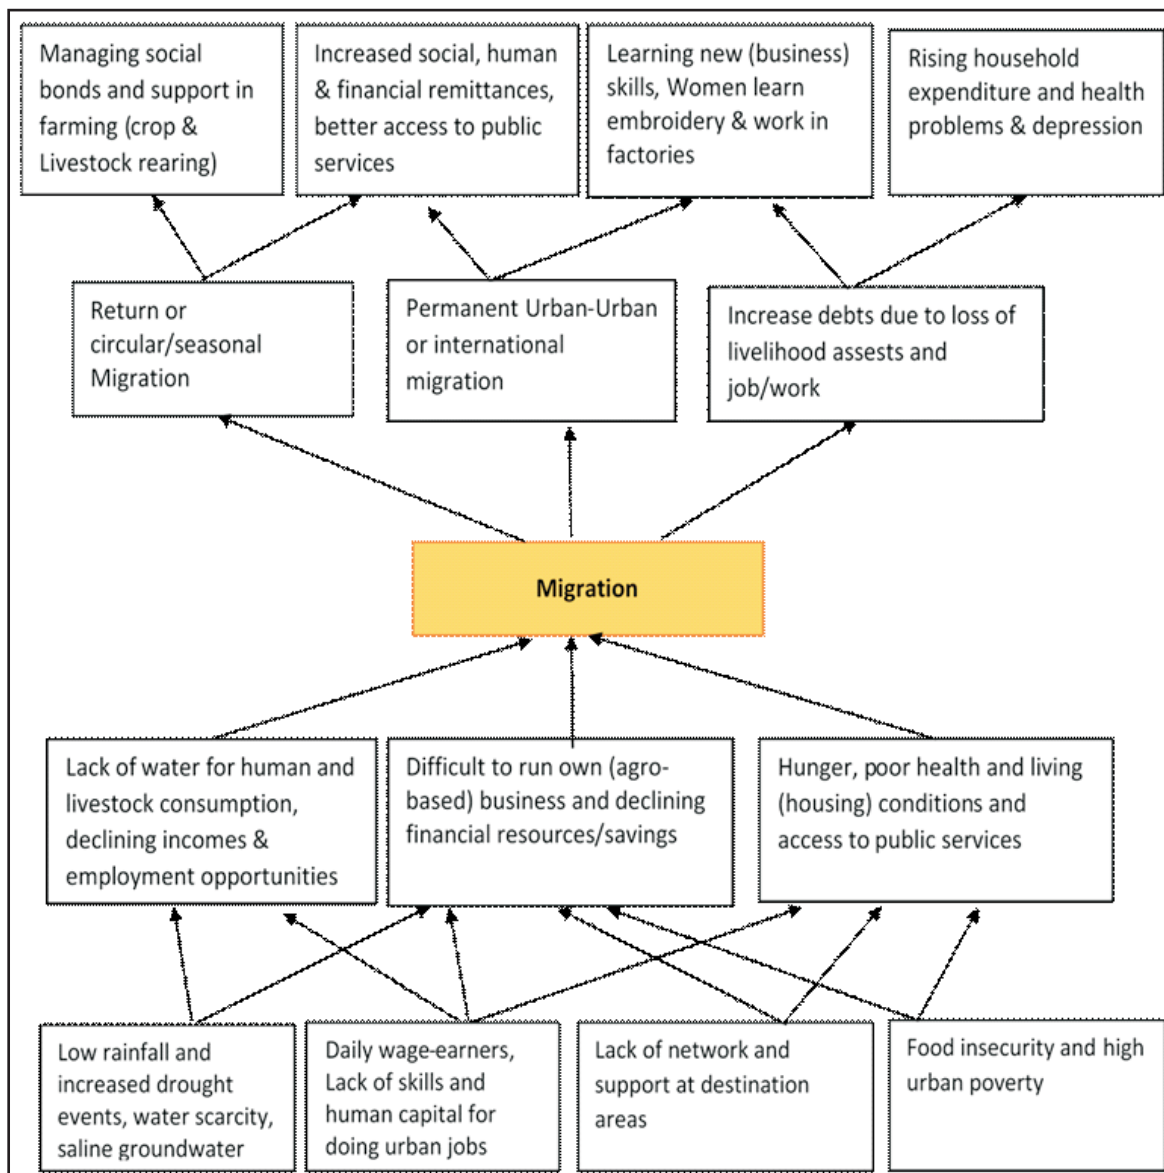 Managing social
bonds and support in
farming (crop &
Livestock rearing)
Increased social, human
& financial remittances,
better access to public
services
Learning new (business)
skills, Women learn
embroidery & work in
factories
Rising household
expenditure and health
problems & depression
Return or
circular/seasonal
Migration
Permanent Urban-Urban
or international
migration
Increase debts due to loss of
livelihood assests and
job/work
Migration
Lack of water for human and
livestock consumption,
declining incomes &
employment opportunities
Difficult to run own (agro-
based) business and declining
financial resources/savings
Hunger, poor health and living
(housing) conditions and
access to public services
Low rainfall and
increased drought
events, water scarcity,
saline groundwater
Daily wage-earners,
Lack of skills and
human capital for
doing urban jobs
Lack of network and
support at destination
areas
Food insecurity and high
urban poverty